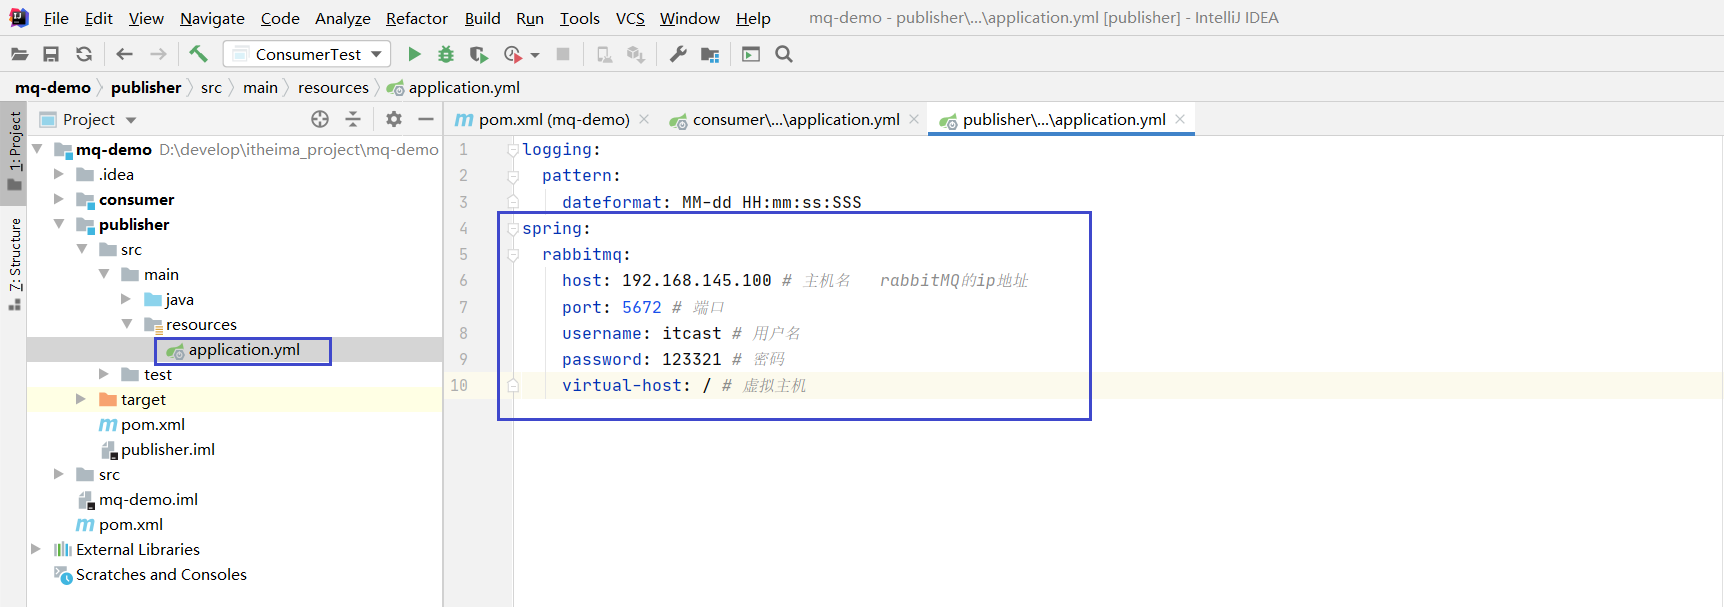 File Edit View Navigate Code Analyze Refactor Build Run Tools VCS Window Help mq-demo - publisher\...\application.yml [publisher] - IntelliJ IDEA
ConsumerTest
mq-demo publisher src main resources application.yml
Project
pom.xml (mq-demo) consumer\...\application.yml publisher\...\application.yml
1: Project
Z: Structure
mq-demo D:\develop\itheima_project\mq-demo
.idea
consumer
publisher
src
main
java
resources
application.yml
test
target
pom.xml
publisher.iml
src
mq-demo.iml
pom.xml
External Libraries
Scratches and Consoles
1 logging:
2 pattern:
3 dateformat: MM-dd HH:mm:ss:SSS
4 spring:
5 rabbitmq:
6 host: 192.168.145.100 # 主机名 rabbitMQ的ip地址
7 port: 5672 # 端口
8 username: itcast # 用户名
9 password: 123321 # 密码
10 virtual-host: / # 虚拟主机